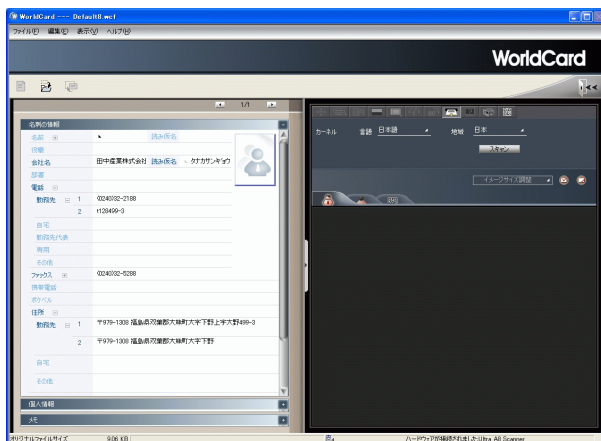 WorldCard --- Default8.wcf
ファイル(F) 編集(E) 表示(V) ヘルプ(H)
WorldCard
1/1
名刺の情報
名前 読み仮名
役職
会社名 田中産業株式会社 読み仮名 タナカサンギョウ
部署
電話
勤務先 1 (0240)32-2188
2 t128499-3
自宅
勤務先代表
専用
その他
ファックス (0240)32-5288
携帯電話
ポケベル
住所
勤務先 1 〒979-1308 福島県双葉郡大熊町大字下野上字大野499-3
2 〒979-1308 福島県双葉郡大熊町大字下野
自宅
その他
個人情報
メモ
カーネル 言語 日本語 地域 日本
スキャン
イメージサイズ調整
オリジナルファイルサイズ 9.06 KB
ハードウェアが接続されました:Ultra A8 Scanner